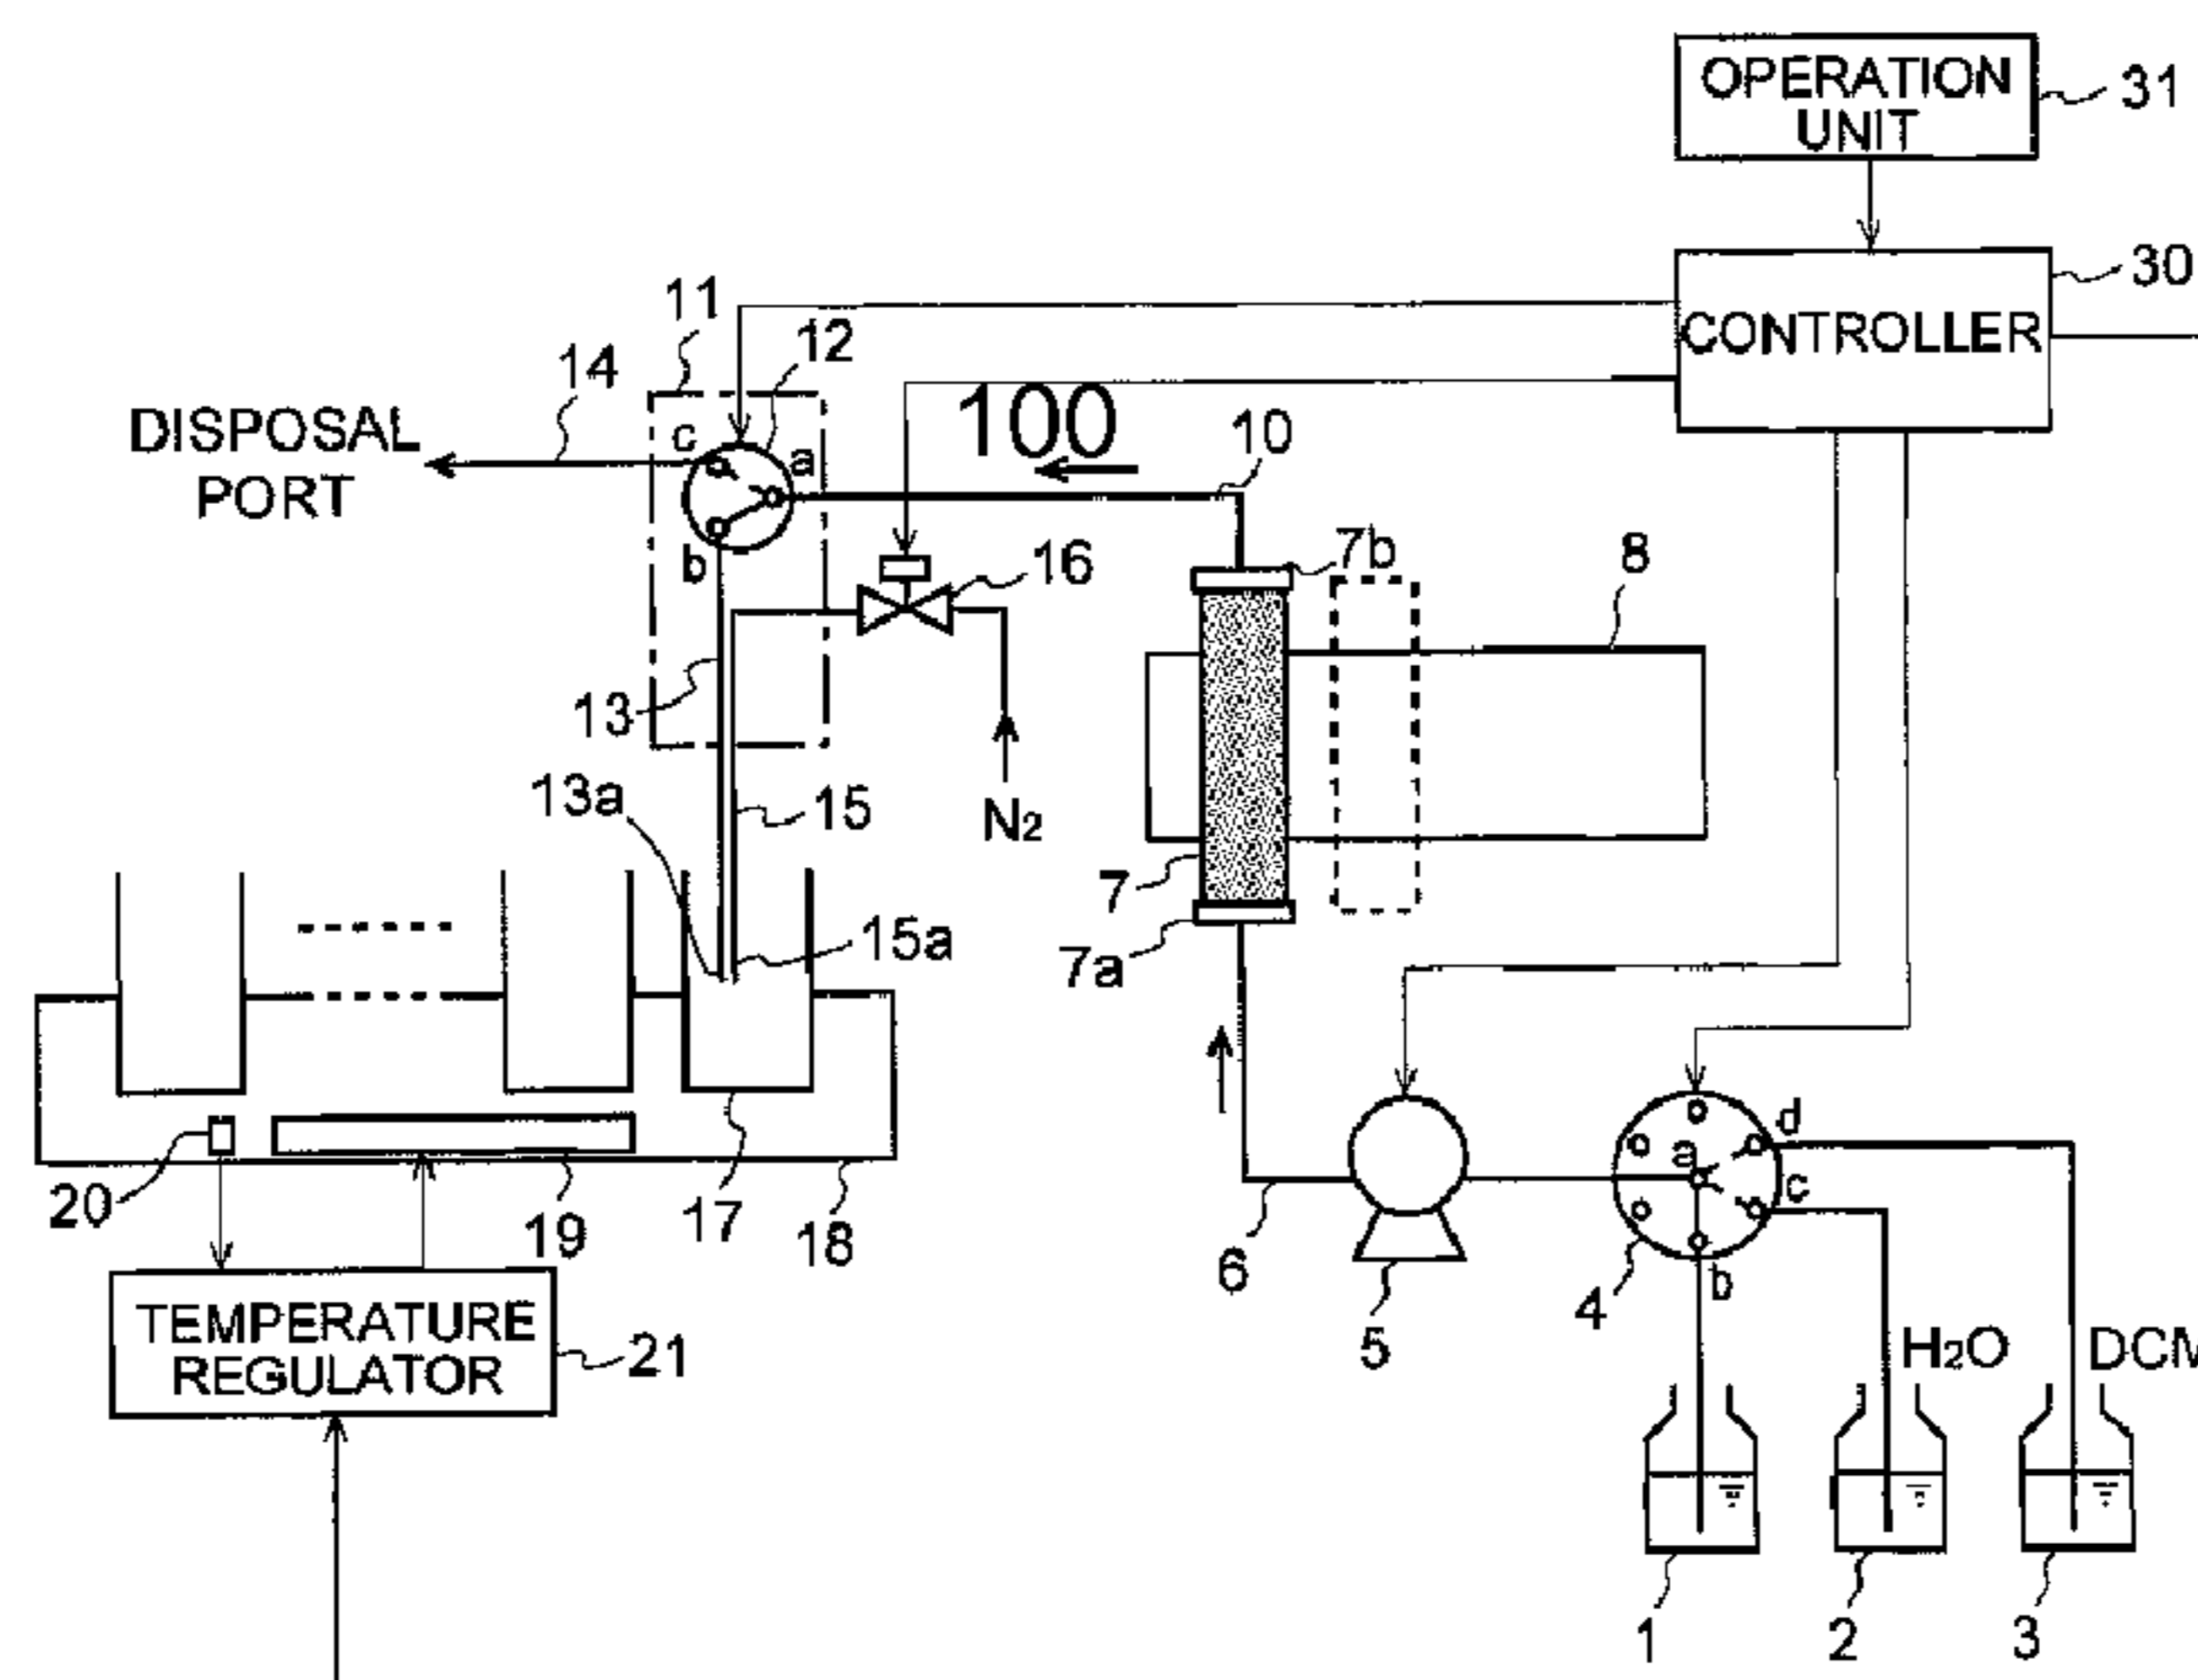 OPERATION
UNIT
31
30
11
12
CONTROLLER
14
100
10
DISPOSAL
PORT
c
a
b
16
7b
8
13
13a
15
N2
7
15a
7a
d
a
c
20
19
17
18
6
5
4
b
TEMPERATURE
REGULATOR
21
H2O
DCM
1
2
3